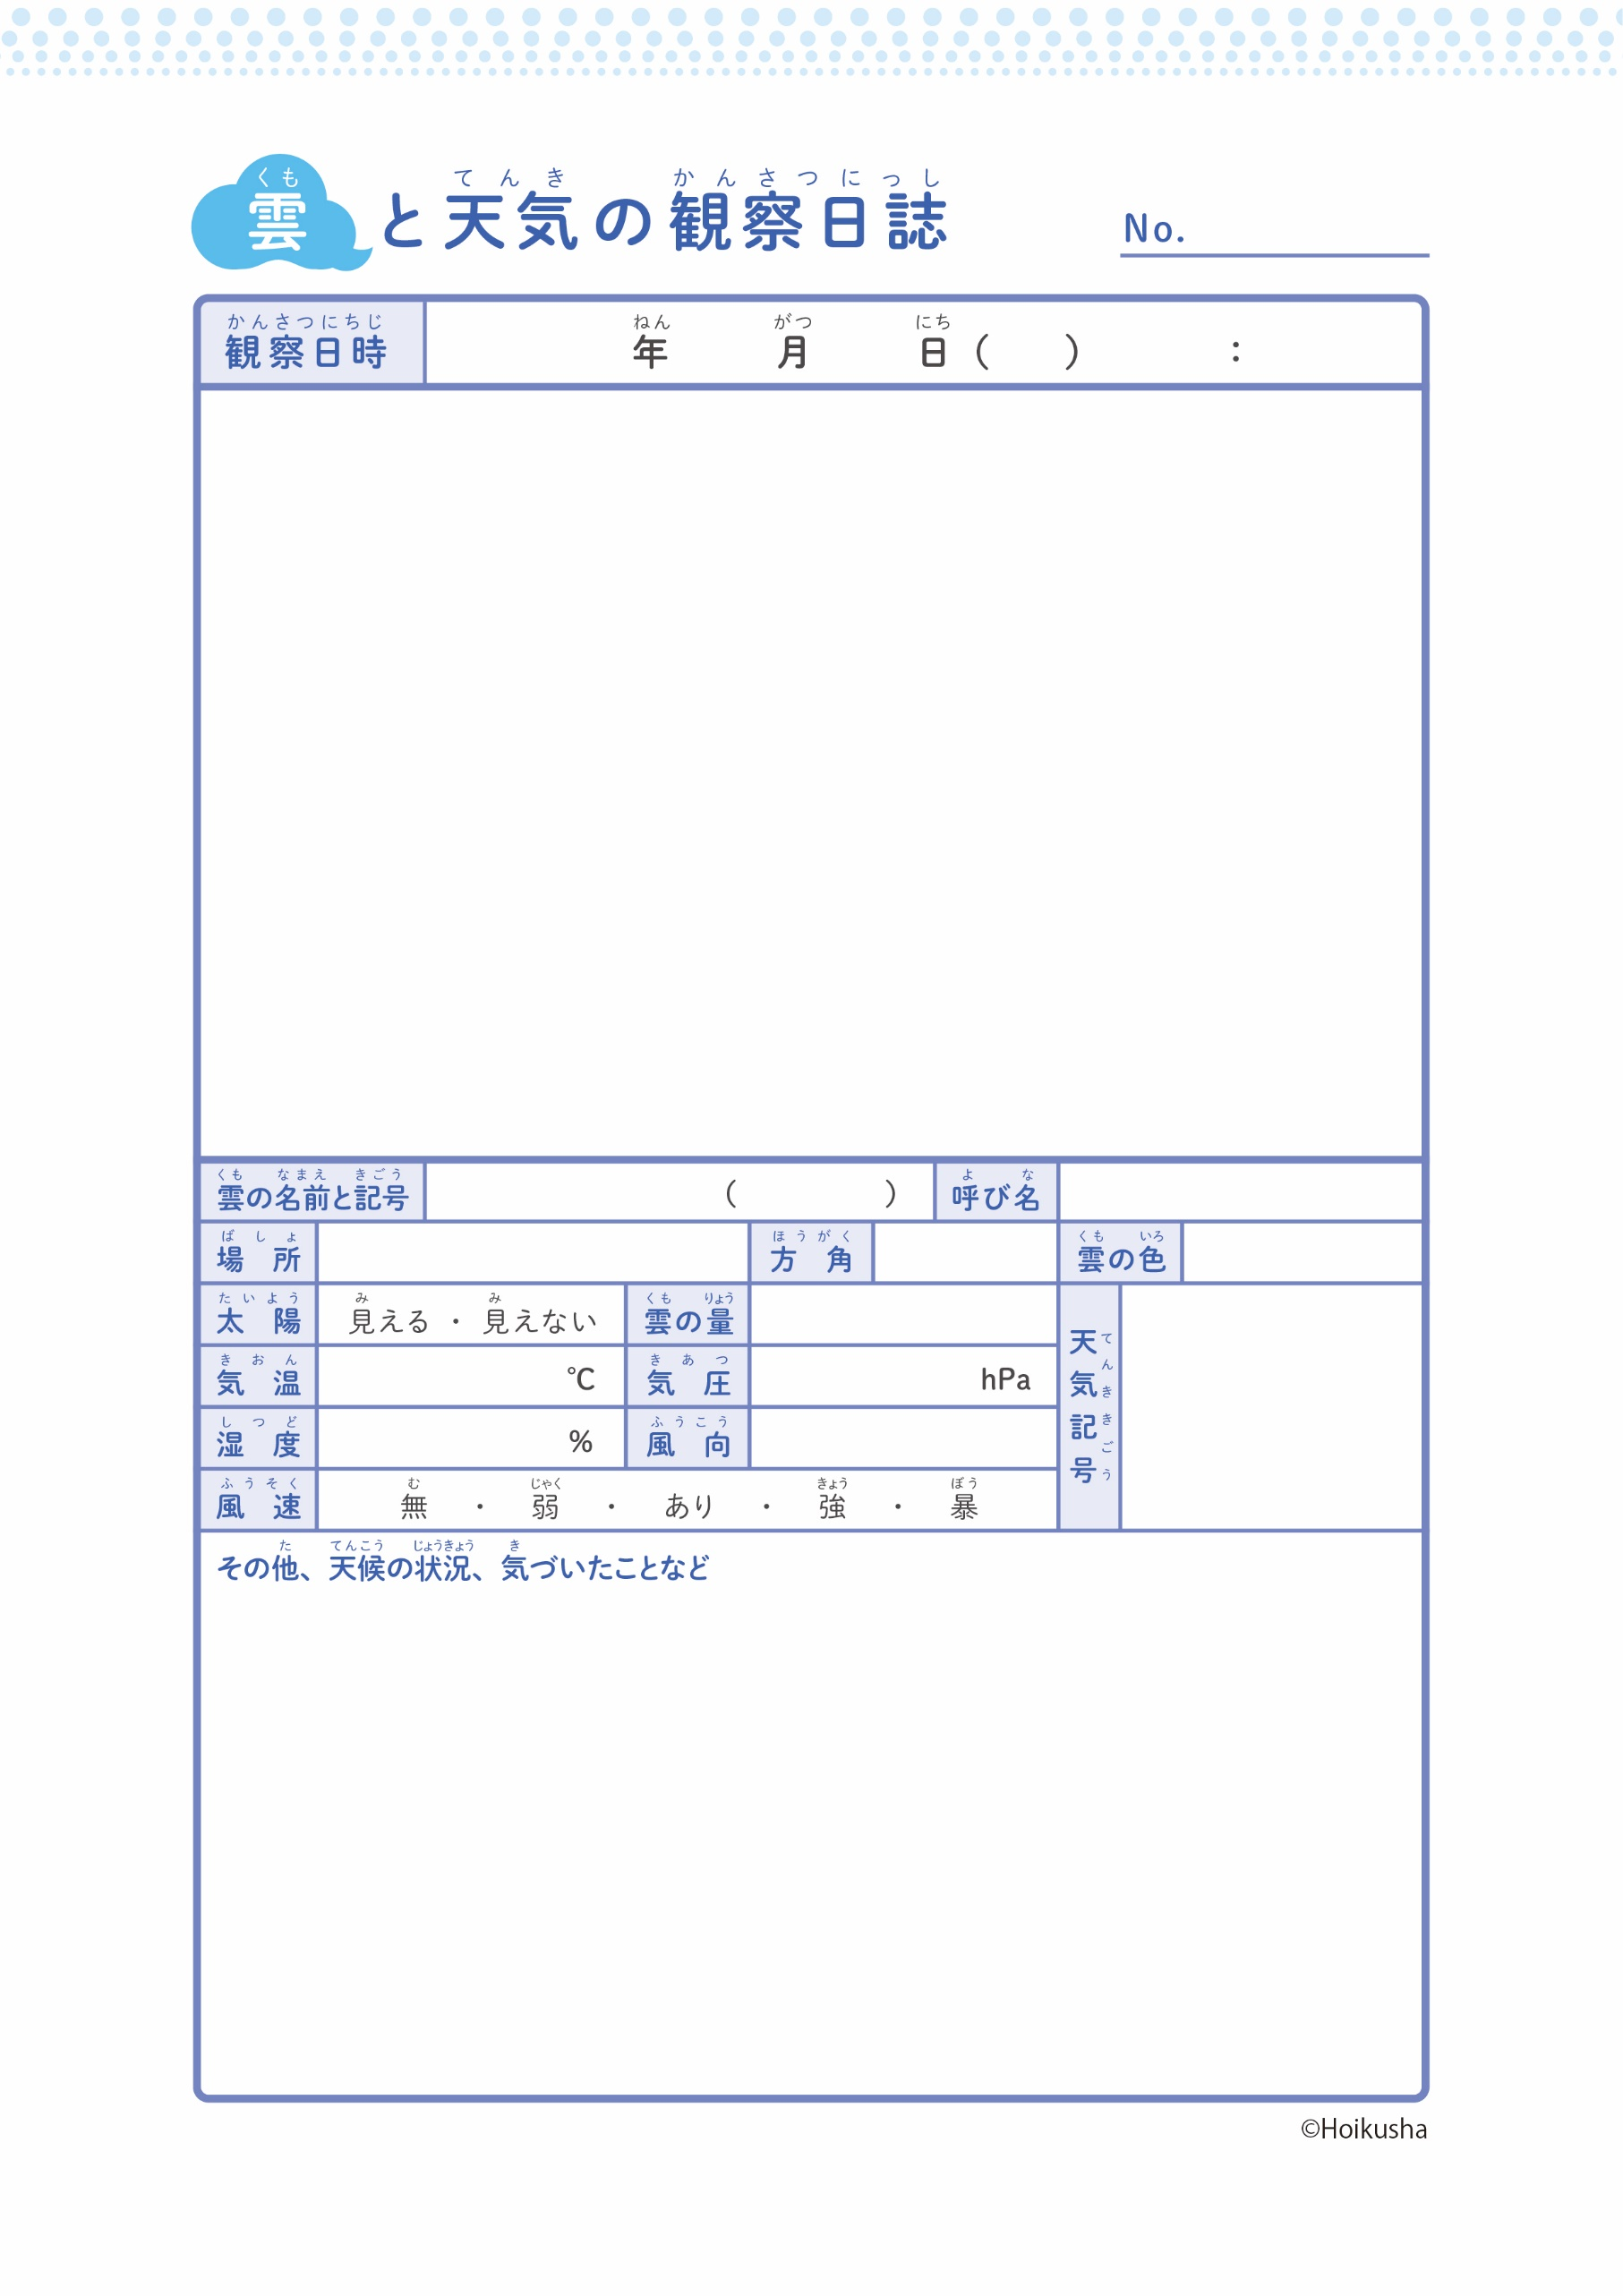 くも てんき かんさつにっし
雲と天気の観察日誌
No.
かんさつにちじ ねん がつ にち
観察日時 年 月 日( ) :
くも なまえ きごう よ な
雲の名前と記号 ( ) 呼び名
ばしょ ほうがく くも いろ
場所 方角 雲の色
たいよう み み くも りょう
太陽 見える・見えない 雲の量
てんききごう
天気記号
きおん きあつ
気温 ℃ 気圧 hPa
しつど ふうこう
湿度 % 風向
ふうそく む じゃく きょう ぼう
風速 無・弱・あり・強・暴
た てんこう じょうきょう き
その他、天候の状況、気づいたことなど
©Hoikusha